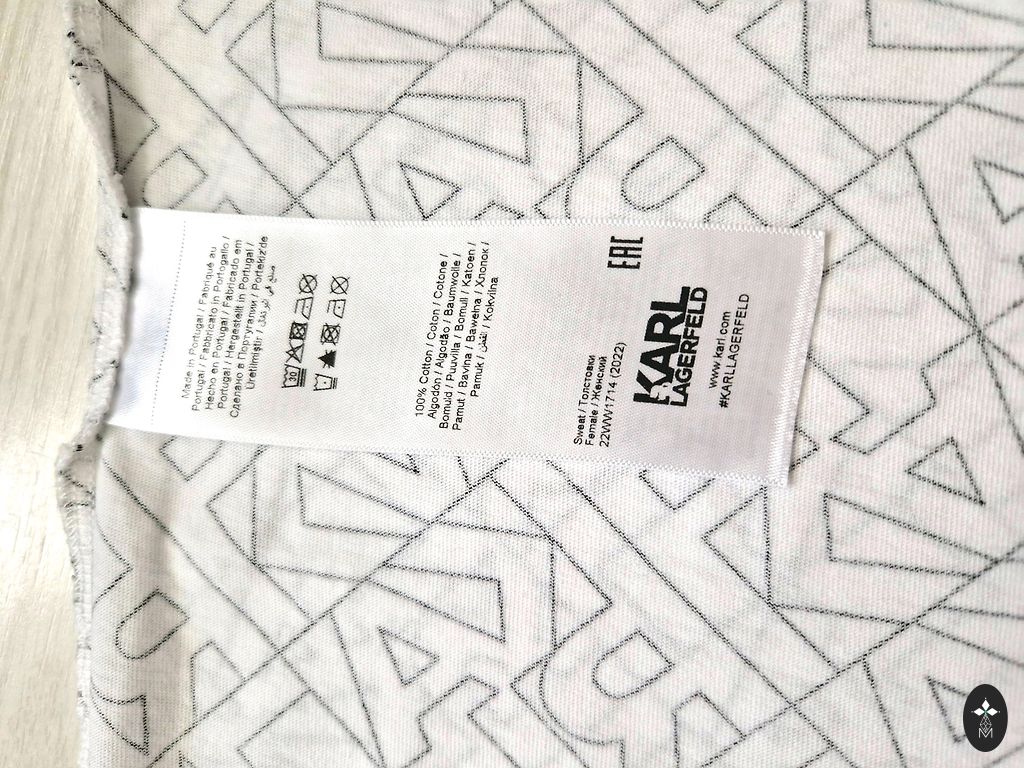 Made in Portugal / Fabriqué au
Portugal / Fabbricato in Portogallo /
Hecho en Portugal / Fabricado em
Portugal / Hergestellt in Portugal /
Сделано в Португалии / Portekiz'de
Üretilmiştir / صنع في البرتغال
100% Cotton / Coton / Cotone /
Algodón / Algodão / Baumwolle /
Bomuld / Puuvilla / Bomull / Katoen /
Pamut / Bavlna / Bawełna / Хлопок /
Pamuk / القطن / Kokvilna
Sweat / Толстовки
Female / Женский
22WW1714 (2022)
EAC
KARL
LAGERFELD
www.karl.com
#KARLLAGERFELD
M